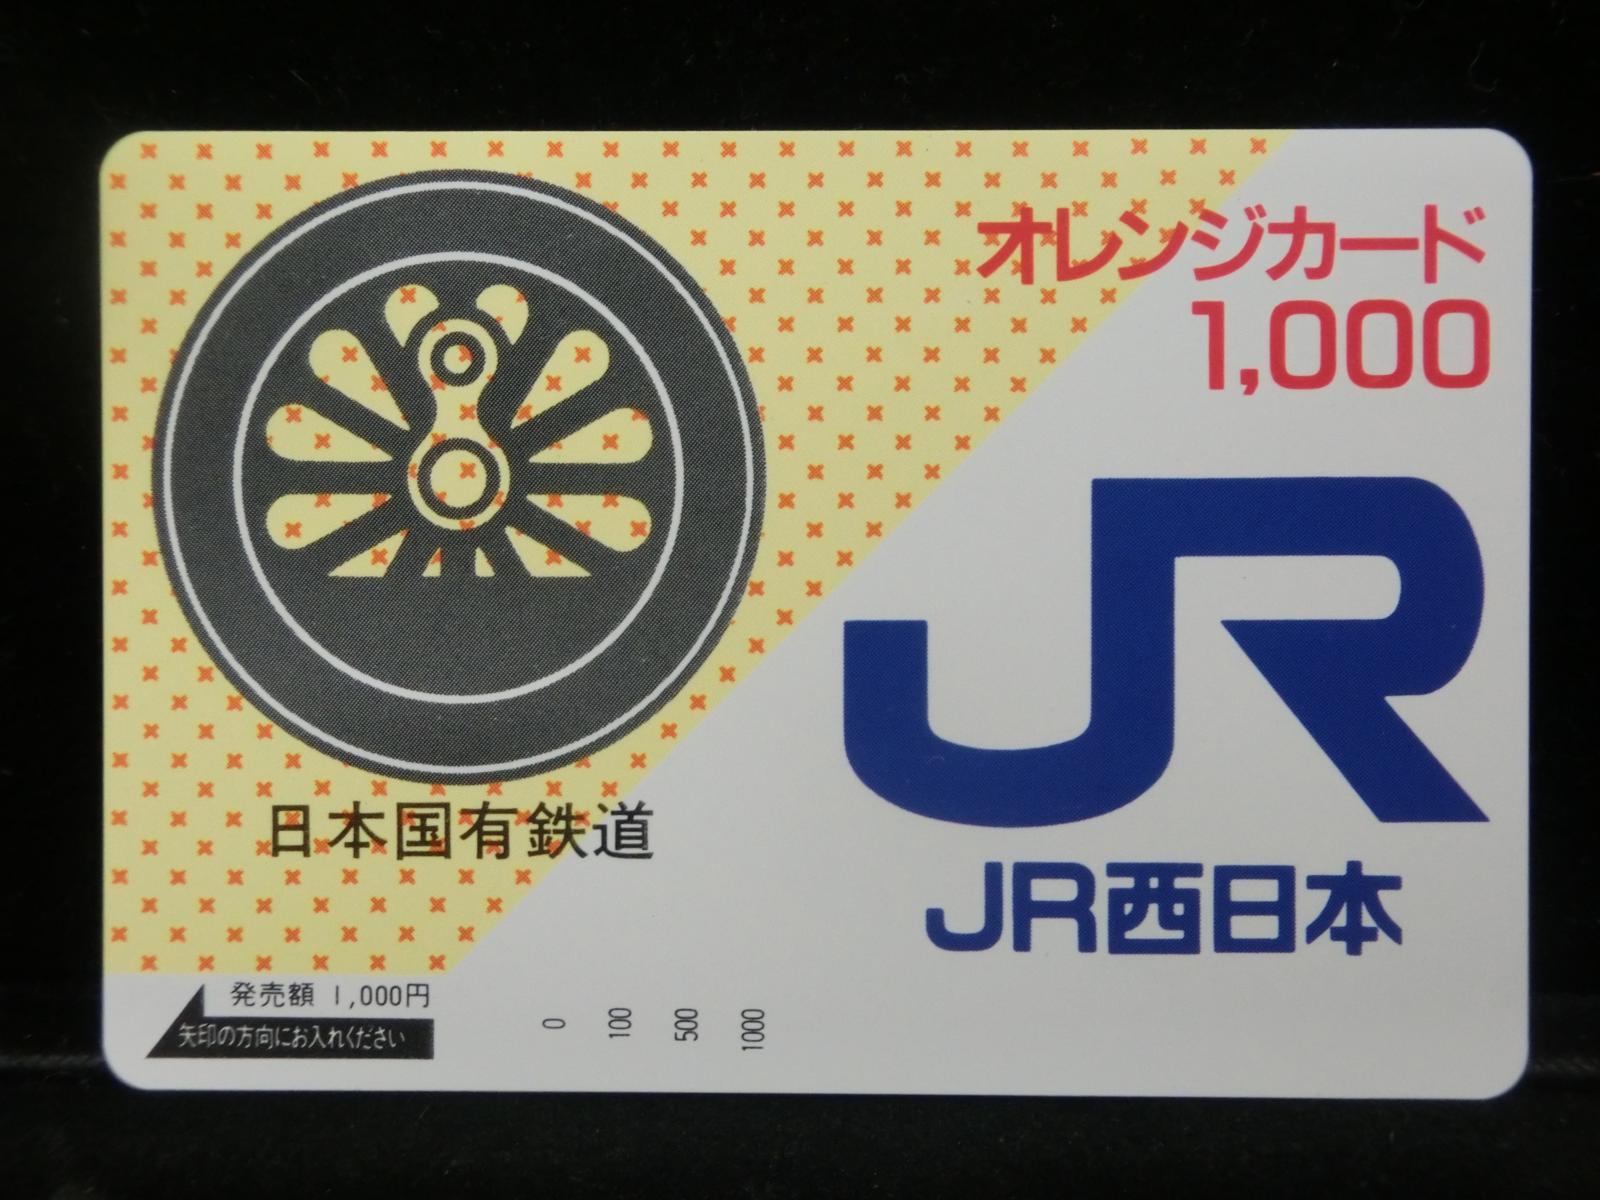 オレンジカード
1,000
JR
日本国有鉄道
JR西日本
発売額 1,000円
矢印の方向にお入れください
0 100 500 1000